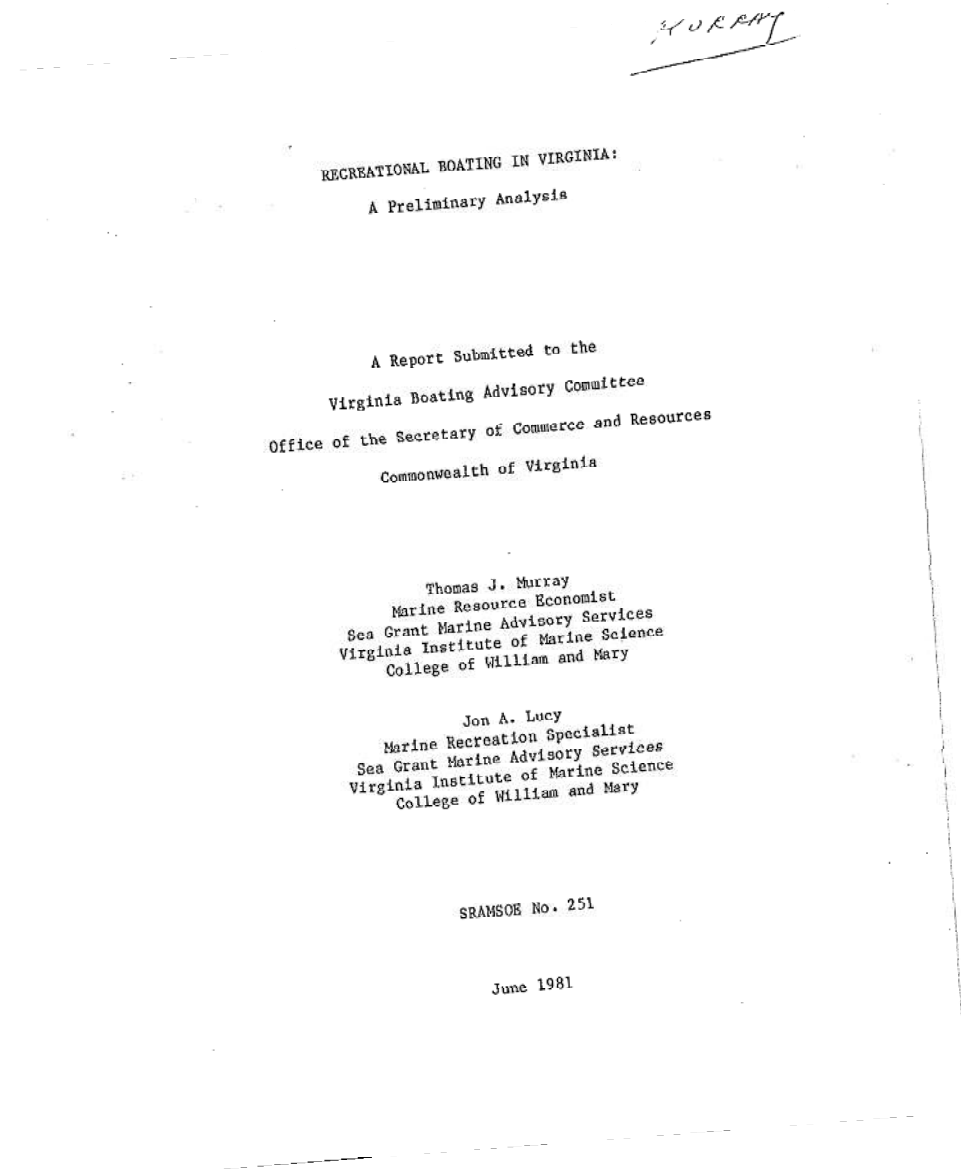 MURRAY
RECREATIONAL BOATING IN VIRGINIA:
A Preliminary Analysis
A Report Submitted to the
Virginia Boating Advisory Committee
Office of the Secretary of Commerce and Resources
Commonwealth of Virginia
Thomas J. Murray
Marine Resource Economist
Sea Grant Marine Advisory Services
Virginia Institute of Marine Science
College of William and Mary
Jon A. Lucy
Marine Recreation Specialist
Sea Grant Marine Advisory Services
Virginia Institute of Marine Science
College of William and Mary
SRAMSOE No. 251
June 1981